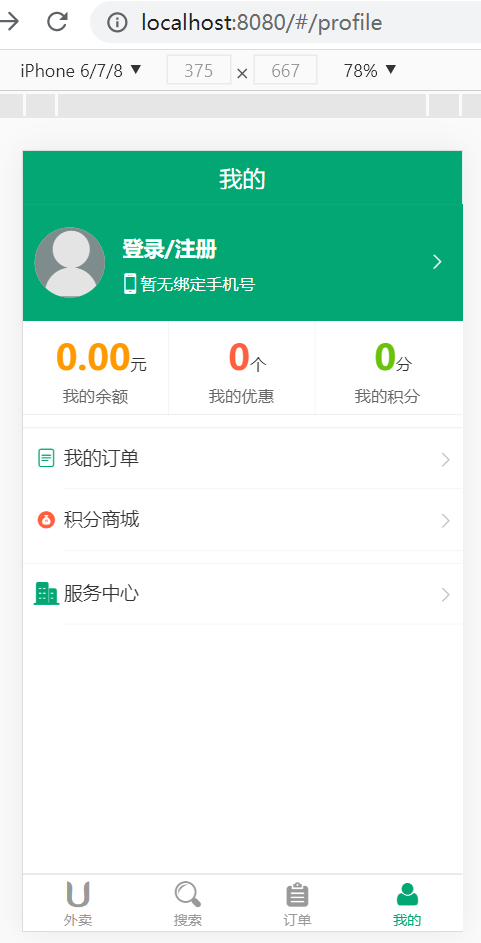 localhost:8080/#/profile
iPhone 6/7/8 ▼ 375 × 667 78% ▼
我的
登录/注册
暂无绑定手机号
0.00元 0个 0分
我的余额 我的优惠 我的积分
我的订单
积分商城
服务中心
外卖 搜索 订单 我的